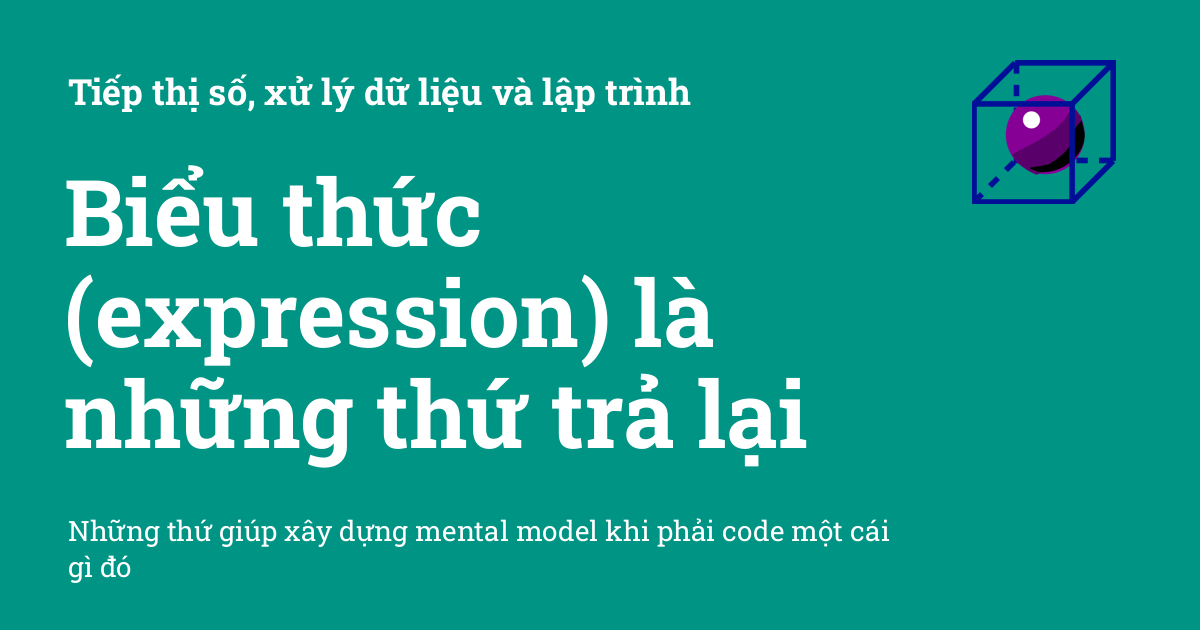 Tiếp thị số, xử lý dữ liệu và lập trình
Biểu thức
(expression) là
những thứ trả lại
Những thứ giúp xây dựng mental model khi phải code một cái
gì đó